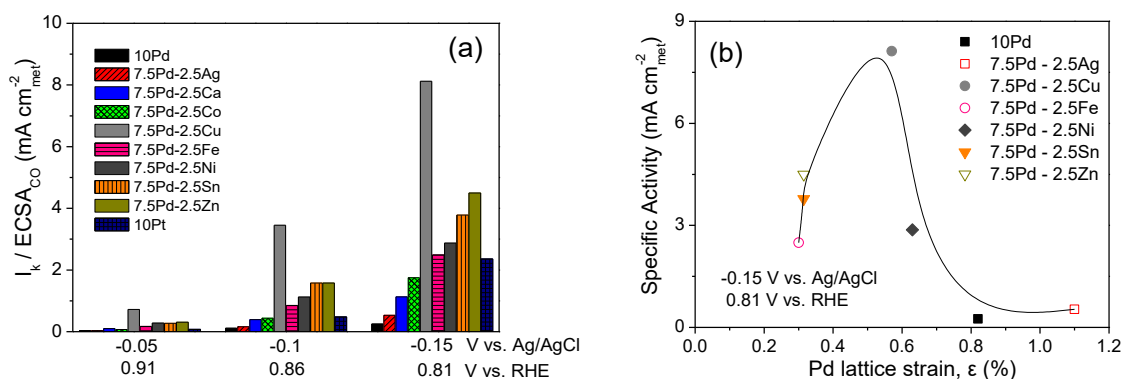 (a)
I_k / ECSA_CO (mA cm⁻²_met)
10
8
6
4
2
0
10Pd
7.5Pd-2.5Ag
7.5Pd-2.5Ca
7.5Pd-2.5Co
7.5Pd-2.5Cu
7.5Pd-2.5Fe
7.5Pd-2.5Ni
7.5Pd-2.5Sn
7.5Pd-2.5Zn
10Pt
-0.05 -0.1 -0.15 V vs. Ag/AgCl
0.91 0.86 0.81 V vs. RHE
(b)
Specific Activity (mA cm⁻²_met)
9
6
3
0
10Pd
7.5Pd - 2.5Ag
7.5Pd - 2.5Cu
7.5Pd - 2.5Fe
7.5Pd - 2.5Ni
7.5Pd - 2.5Sn
7.5Pd - 2.5Zn
-0.15 V vs. Ag/AgCl
0.81 V vs. RHE
0.0 0.2 0.4 0.6 0.8 1.0 1.2
Pd lattice strain, ε (%)